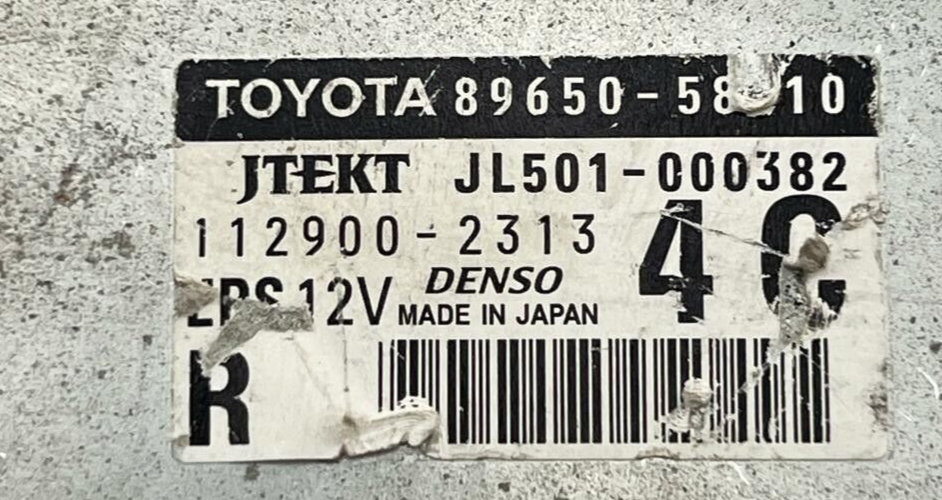 TOYOTA
JTEKT JL501-000382
112900-2313
12V DENSO
MADE IN JAPAN
R